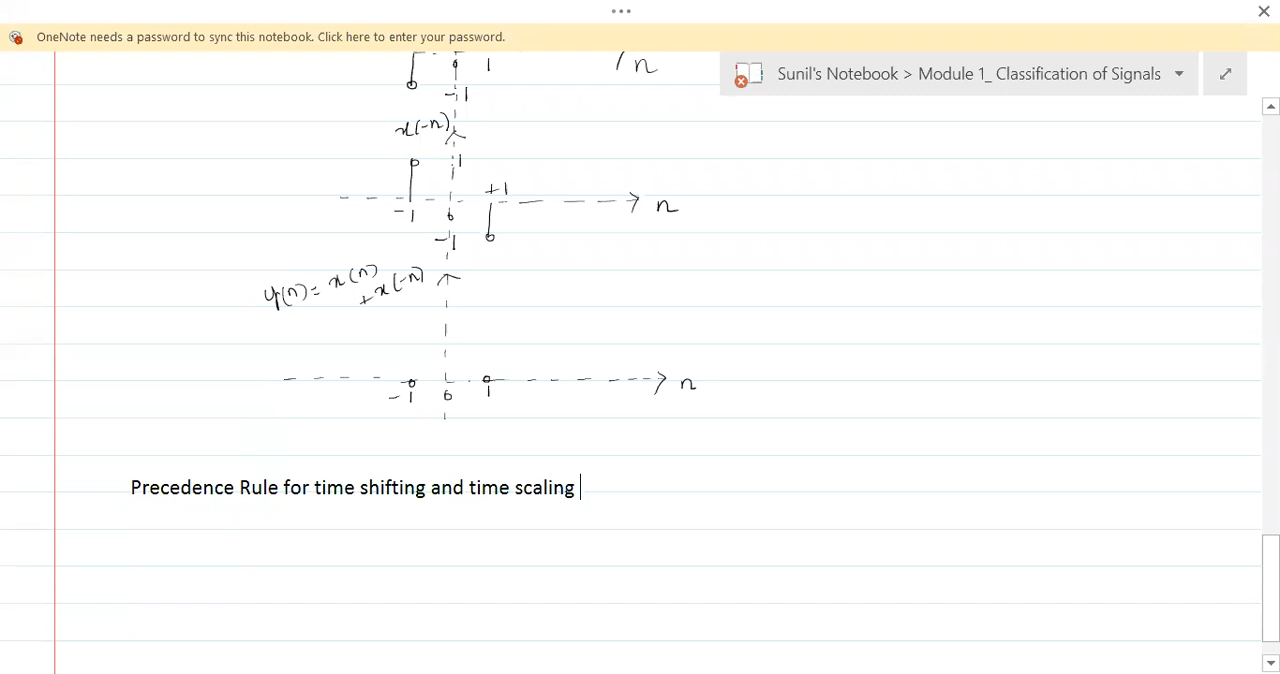 OneNote needs a password to sync this notebook. Click here to enter your password.
Sunil's Notebook > Module 1_ Classification of Signals
0 1 n
-1
x(-n)
1
+1
-1 0 n
-1
y(n)= x(n)
+x(-n)
-1 0 1 n
Precedence Rule for time shifting and time scaling